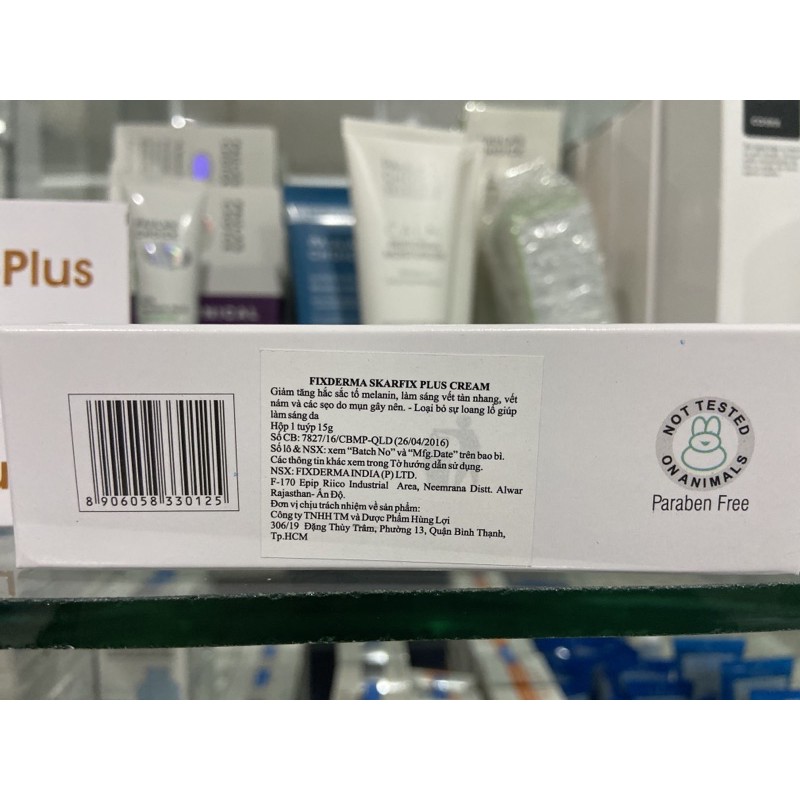 Plus
NICAL
COSRX
8 906058 330125
FIXDERMA SKARFIX PLUS CREAM
Giảm tăng hắc sắc tố melanin, làm sáng vết tàn nhang, vết
nám và các sẹo do mụn gây nên. - Loại bỏ sự loang lổ giúp
làm sáng da
Hộp 1 tuýp 15g
Số CB: 7827/16/CBMP-QLD (26/04/2016)
Số lô & NSX: xem "Batch No" và "Mfg.Date" trên bao bì.
Các thông tin khác xem trong Tờ hướng dẫn sử dụng.
NSX: FIXDERMA INDIA (P) LTD.
F-170 Epip Riico Industrial Area, Neemrana Distt. Alwar
Rajasthan- Ấn Độ.
Đơn vị chịu trách nhiệm về sản phẩm:
Công ty TNHH TM và Dược Phẩm Hùng Lợi
306/19 Đặng Thùy Trâm, Phường 13, Quận Bình Thạnh,
Tp.HCM
NOT TESTED
ON ANIMALS
Paraben Free